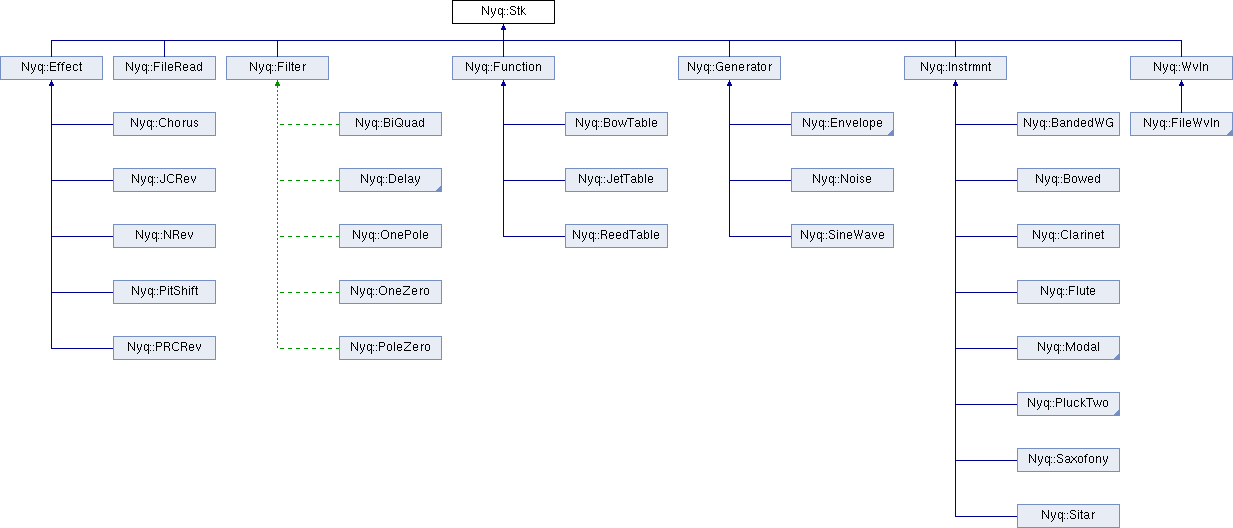 Nyq::Stk
Nyq::Effect
Nyq::FileRead
Nyq::Filter
Nyq::Function
Nyq::Generator
Nyq::Instrmnt
Nyq::WvIn
Nyq::Chorus
Nyq::BiQuad
Nyq::BowTable
Nyq::Envelope
Nyq::BandedWG
Nyq::FileWvIn
Nyq::JCRev
Nyq::Delay
Nyq::JetTable
Nyq::Noise
Nyq::Bowed
Nyq::NRev
Nyq::OnePole
Nyq::ReedTable
Nyq::SineWave
Nyq::Clarinet
Nyq::PitShift
Nyq::OneZero
Nyq::Flute
Nyq::PRCRev
Nyq::PoleZero
Nyq::Modal
Nyq::PluckTwo
Nyq::Saxofony
Nyq::Sitar